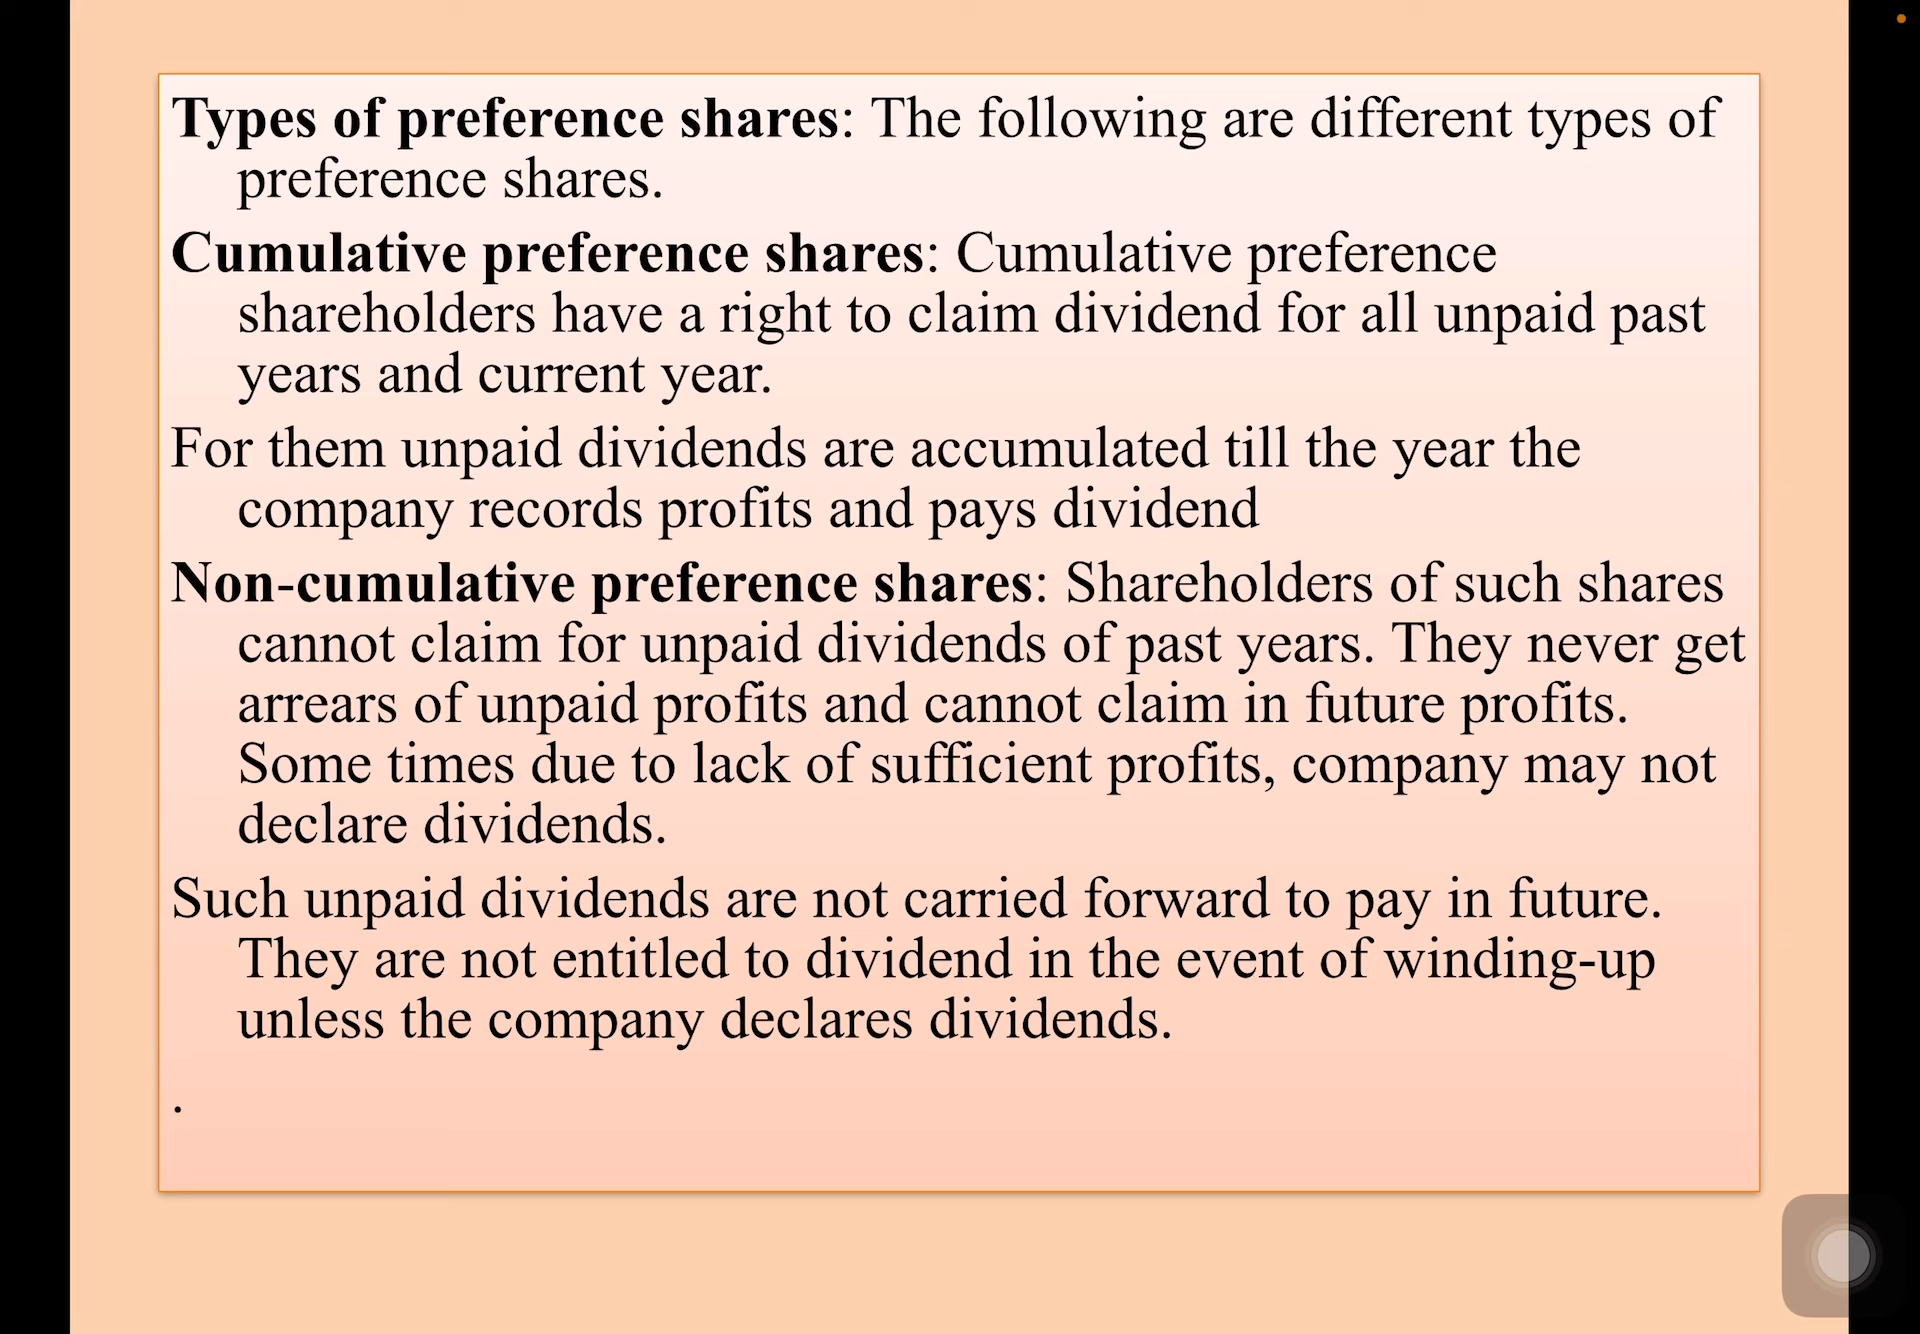 Types of preference shares: The following are different types of
preference shares.
Cumulative preference shares: Cumulative preference
shareholders have a right to claim dividend for all unpaid past
years and current year.
For them unpaid dividends are accumulated till the year the
company records profits and pays dividend
Non-cumulative preference shares: Shareholders of such shares
cannot claim for unpaid dividends of past years. They never get
arrears of unpaid profits and cannot claim in future profits.
Some times due to lack of sufficient profits, company may not
declare dividends.
Such unpaid dividends are not carried forward to pay in future.
They are not entitled to dividend in the event of winding-up
unless the company declares dividends.
.